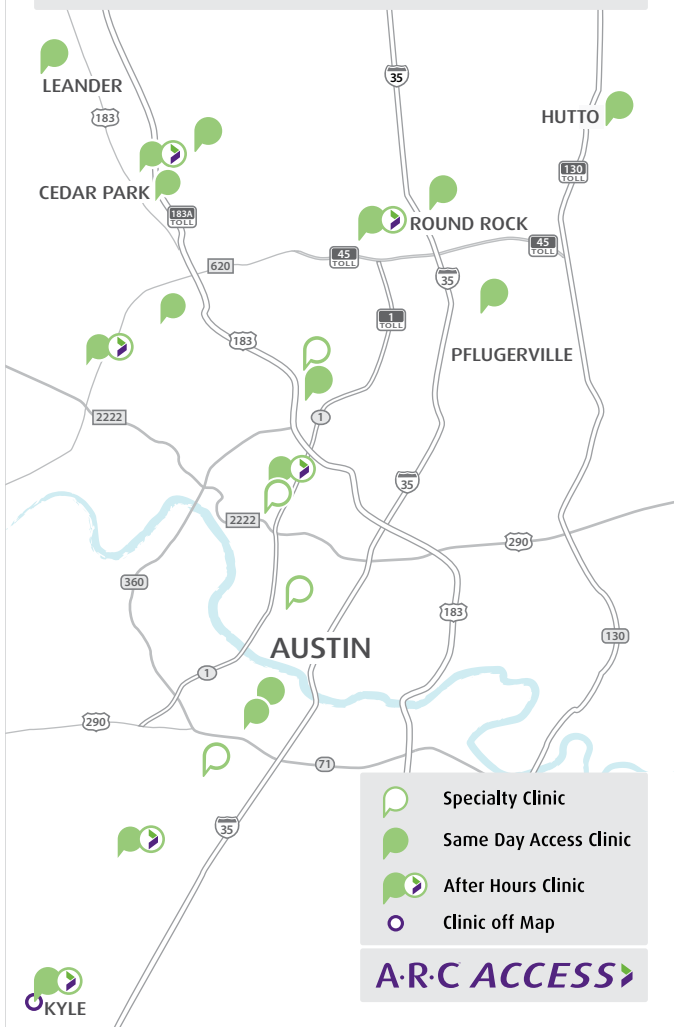 35
LEANDER
183
HUTTO
130
TOLL
CEDAR PARK
183A
TOLL
ROUND ROCK
45
TOLL
45
TOLL
620
35
1
TOLL
183
PFLUGERVILLE
2222
1
35
2222
290
360
183
130
AUSTIN
1
290
71
35
Specialty Clinic
Same Day Access Clinic
After Hours Clinic
Clinic off Map
A·R·C ACCESS
KYLE